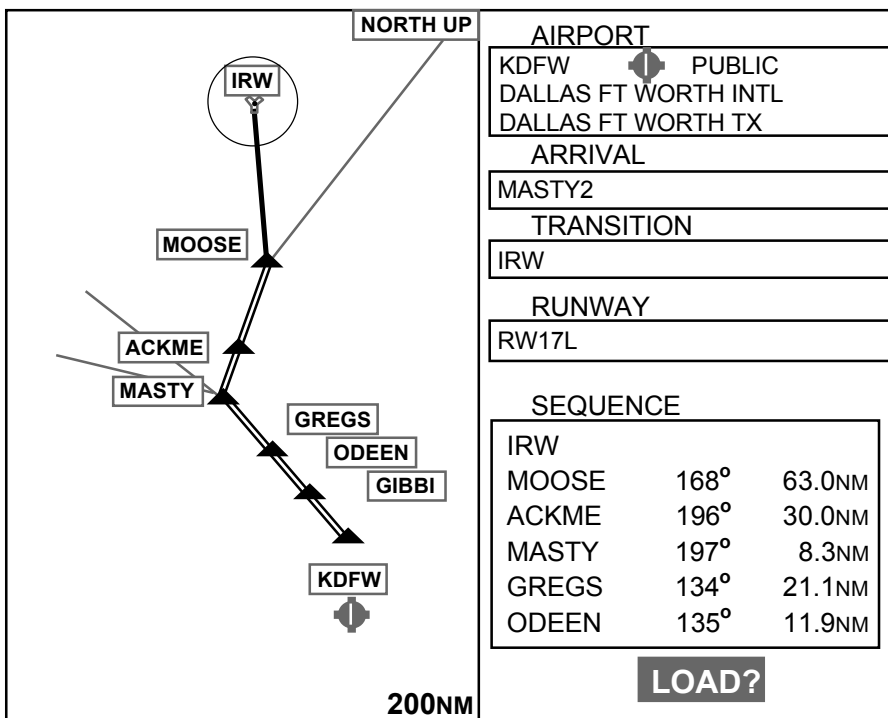 NORTH UP
IRW
MOOSE
ACKME
MASTY
GREGS
ODEEN
GIBBI
KDFW
200NM
AIRPORT
KDFW PUBLIC
DALLAS FT WORTH INTL
DALLAS FT WORTH TX
ARRIVAL
MASTY2
TRANSITION
IRW
RUNWAY
RW17L
SEQUENCE
IRW
MOOSE 168° 63.0NM
ACKME 196° 30.0NM
MASTY 197° 8.3NM
GREGS 134° 21.1NM
ODEEN 135° 11.9NM
LOAD?